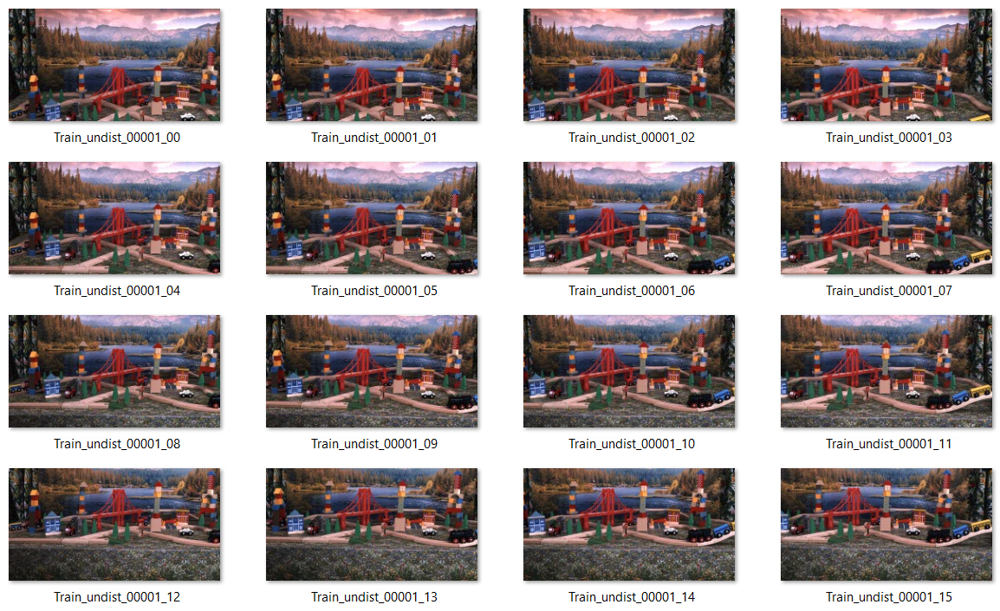 Train_undist_00001_00
Train_undist_00001_01
Train_undist_00001_02
Train_undist_00001_03
Train_undist_00001_04
Train_undist_00001_05
Train_undist_00001_06
Train_undist_00001_07
Train_undist_00001_08
Train_undist_00001_09
Train_undist_00001_10
Train_undist_00001_11
Train_undist_00001_12
Train_undist_00001_13
Train_undist_00001_14
Train_undist_00001_15